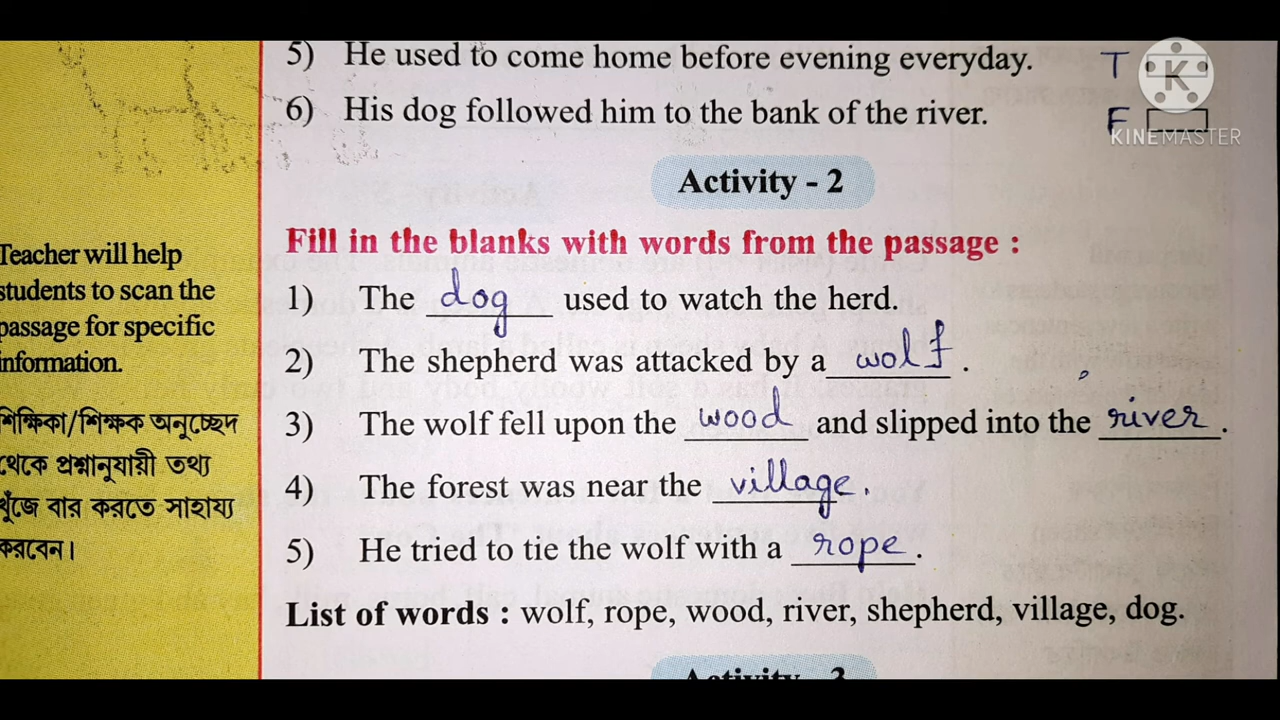 5) He used to come home before evening everyday. T
6) His dog followed him to the bank of the river. F
KINEMASTER
Activity - 2
Fill in the blanks with words from the passage :
Teacher will help
students to scan the
passage for specific
information.
শিক্ষিকা/শিক্ষক অনুচ্ছেদ
থেকে প্রশ্নানুযায়ী তথ্য
খুঁজে বার করতে সাহায্য
করবেন।
1) The dog used to watch the herd.
2) The shepherd was attacked by a wolf .
3) The wolf fell upon the wood and slipped into the river .
4) The forest was near the village.
5) He tried to tie the wolf with a rope .
List of words : wolf, rope, wood, river, shepherd, village, dog.
Activity - 3